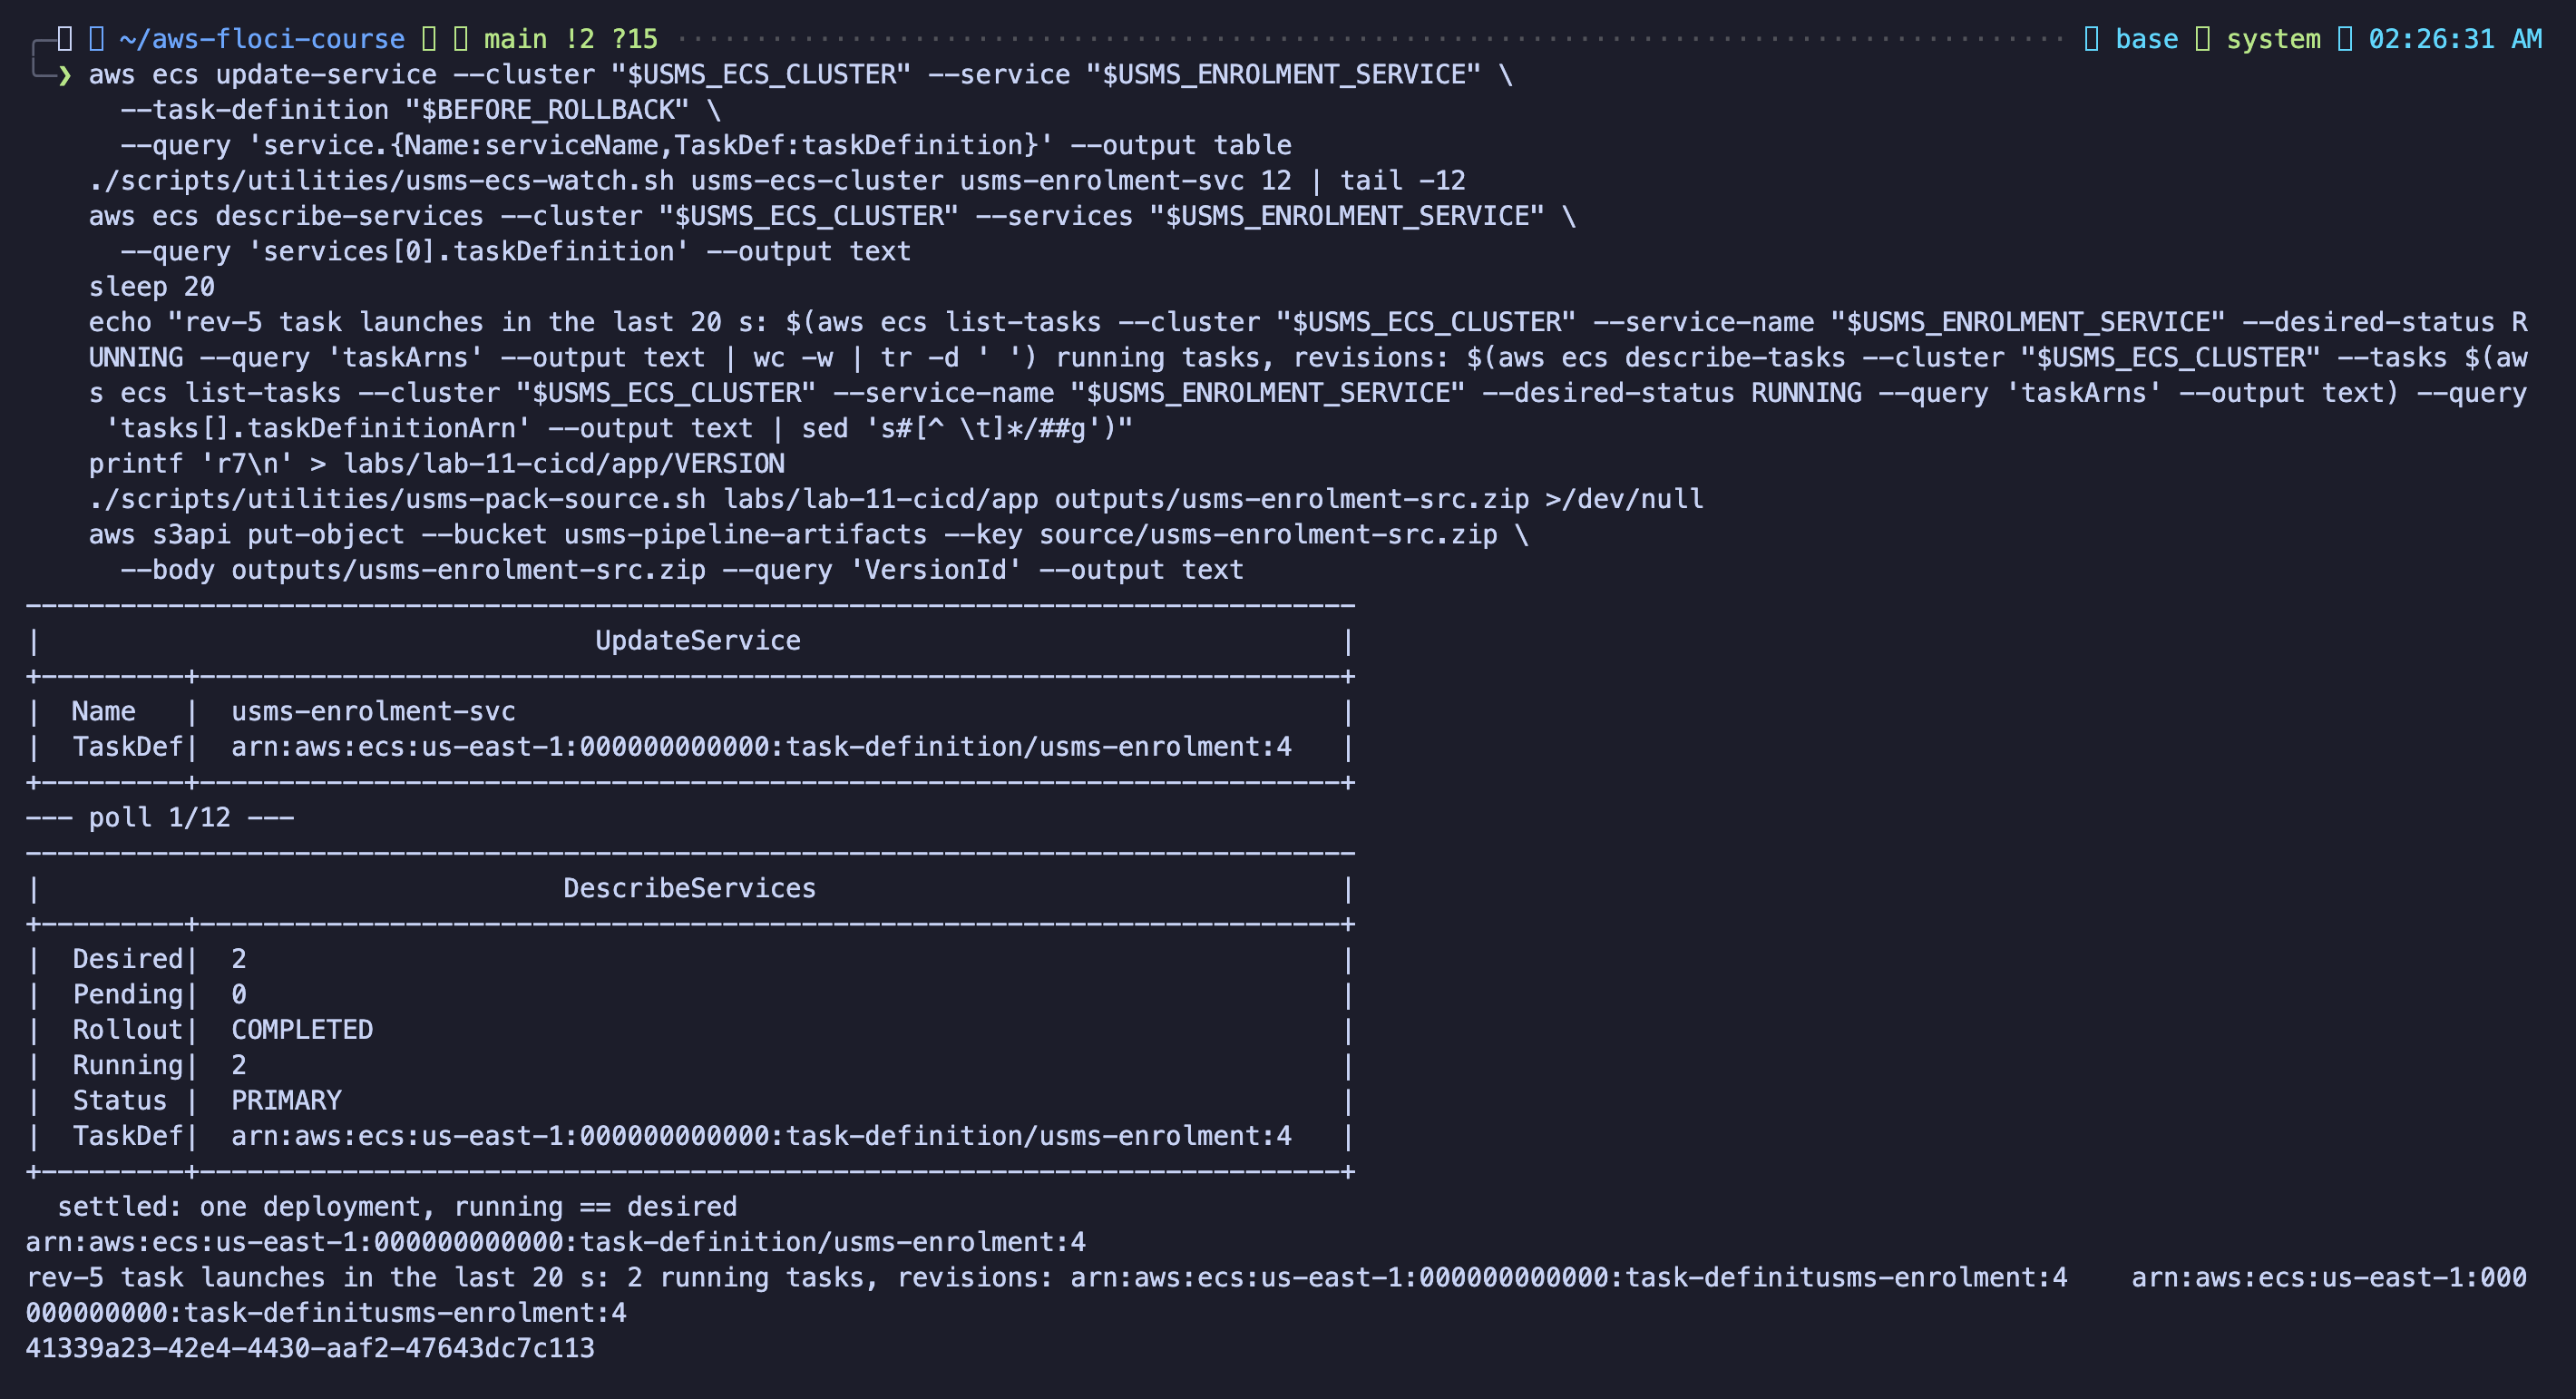 ~/aws-floci-course main !2 ?15 base system 02:26:31 AM
❯ aws ecs update-service --cluster "$USMS_ECS_CLUSTER" --service "$USMS_ENROLMENT_SERVICE" \
--task-definition "$BEFORE_ROLLBACK" \
--query 'service.{Name:serviceName,TaskDef:taskDefinition}' --output table
./scripts/utilities/usms-ecs-watch.sh usms-ecs-cluster usms-enrolment-svc 12 | tail -12
aws ecs describe-services --cluster "$USMS_ECS_CLUSTER" --services "$USMS_ENROLMENT_SERVICE" \
--query 'services[0].taskDefinition' --output text
sleep 20
echo "rev-5 task launches in the last 20 s: $(aws ecs list-tasks --cluster "$USMS_ECS_CLUSTER" --service-name "$USMS_ENROLMENT_SERVICE" --desired-status R
UNNING --query 'taskArns' --output text | wc -w | tr -d ' ') running tasks, revisions: $(aws ecs describe-tasks --cluster "$USMS_ECS_CLUSTER" --tasks $(aw
s ecs list-tasks --cluster "$USMS_ECS_CLUSTER" --service-name "$USMS_ENROLMENT_SERVICE" --desired-status RUNNING --query 'taskArns' --output text) --query
'tasks[].taskDefinitionArn' --output text | sed 's#[^ \t]*/##g')"
printf 'r7\n' > labs/lab-11-cicd/app/VERSION
./scripts/utilities/usms-pack-source.sh labs/lab-11-cicd/app outputs/usms-enrolment-src.zip >/dev/null
aws s3api put-object --bucket usms-pipeline-artifacts --key source/usms-enrolment-src.zip \
--body outputs/usms-enrolment-src.zip --query 'VersionId' --output text
| UpdateService |
| Name | usms-enrolment-svc |
| TaskDef| arn:aws:ecs:us-east-1:000000000000:task-definition/usms-enrolment:4 |
--- poll 1/12 ---
| DescribeServices |
| Desired| 2 |
| Pending| 0 |
| Rollout| COMPLETED |
| Running| 2 |
| Status | PRIMARY |
| TaskDef| arn:aws:ecs:us-east-1:000000000000:task-definition/usms-enrolment:4 |
settled: one deployment, running == desired
arn:aws:ecs:us-east-1:000000000000:task-definition/usms-enrolment:4
rev-5 task launches in the last 20 s: 2 running tasks, revisions: arn:aws:ecs:us-east-1:000000000000:task-definitusms-enrolment:4 arn:aws:ecs:us-east-1:000
000000000:task-definitusms-enrolment:4
41339a23-42e4-4430-aaf2-47643dc7c113